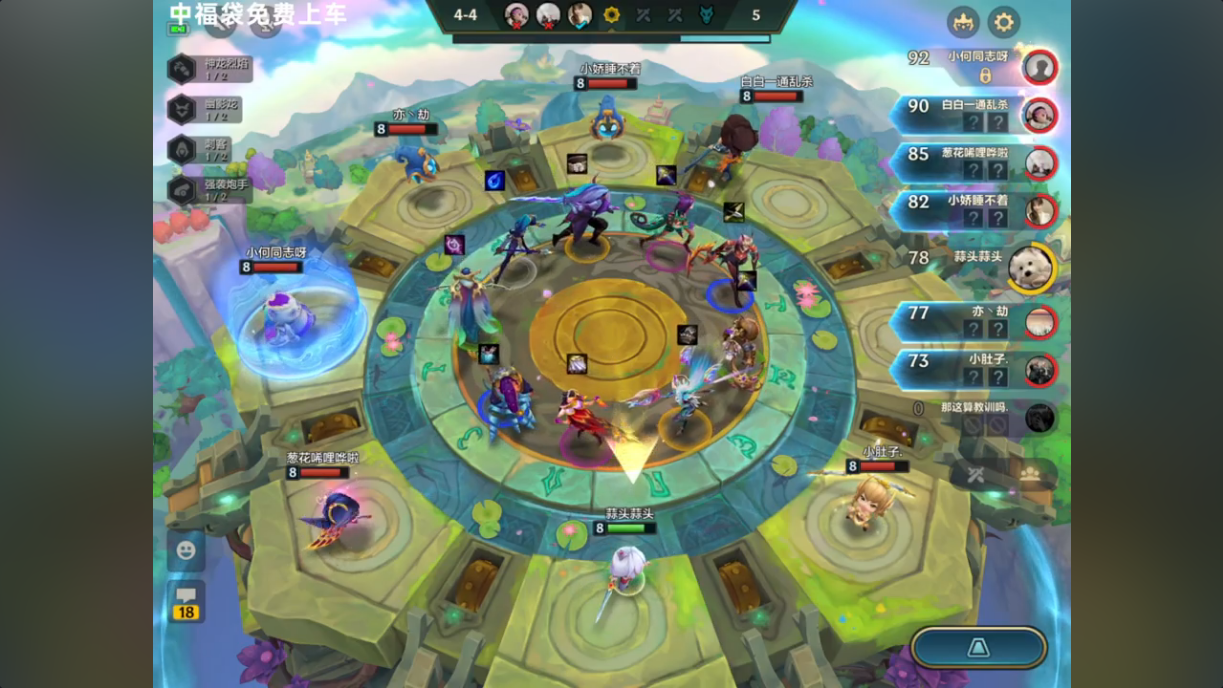 中福袋免费上车
4-4
5
神龙烈焰
1 / 2
幽影龙
1 / 2
刺客
1 / 2
强袭炮手
1 / 2
小娇睡不着
8
白白一通乱杀
8
亦丶劫
8
小何同志呀
8
葱花唏哩哗啦
8
蒜头蒜头
8
小肚子.
8
92 小何同志呀
90 白白一通乱杀
? ?
85 葱花唏哩哗啦
? ?
82 小娇睡不着
? ?
78 蒜头蒜头
77 亦丶劫
? ?
73 小肚子.
? ?
0 那这算教训吗.
18